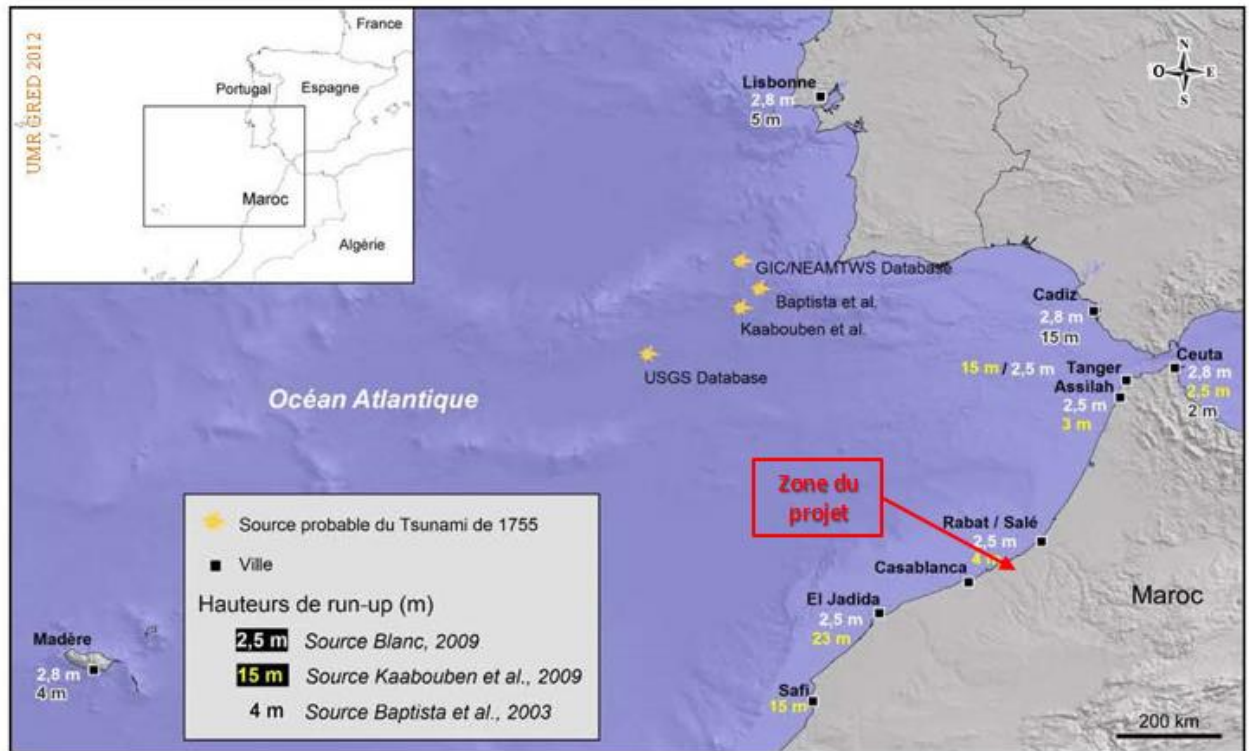 UMR GRED 2012
France
Portugal
Espagne
Maroc
Algérie
N
O
E
S
Lisbonne
2,8 m
5 m
GIC/NEAMTWS Database
Baptista et al.
Kaabouben et al.
USGS Database
Cadiz
2,8 m
15 m
Ceuta
2,8 m
2,5 m
2 m
15 m / 2,5 m
Tanger
Assilah
2,5 m
3 m
Océan Atlantique
Zone du
projet
Rabat / Salé
2,5 m
4 m
Casablanca
El Jadida
2,5 m
23 m
Maroc
Safi
15 m
Madère
2,8 m
4 m
Source probable du Tsunami de 1755
Ville
Hauteurs de run-up (m)
2,5 m Source Blanc, 2009
15 m Source Kaabouben et al., 2009
4 m Source Baptista et al., 2003
200 km